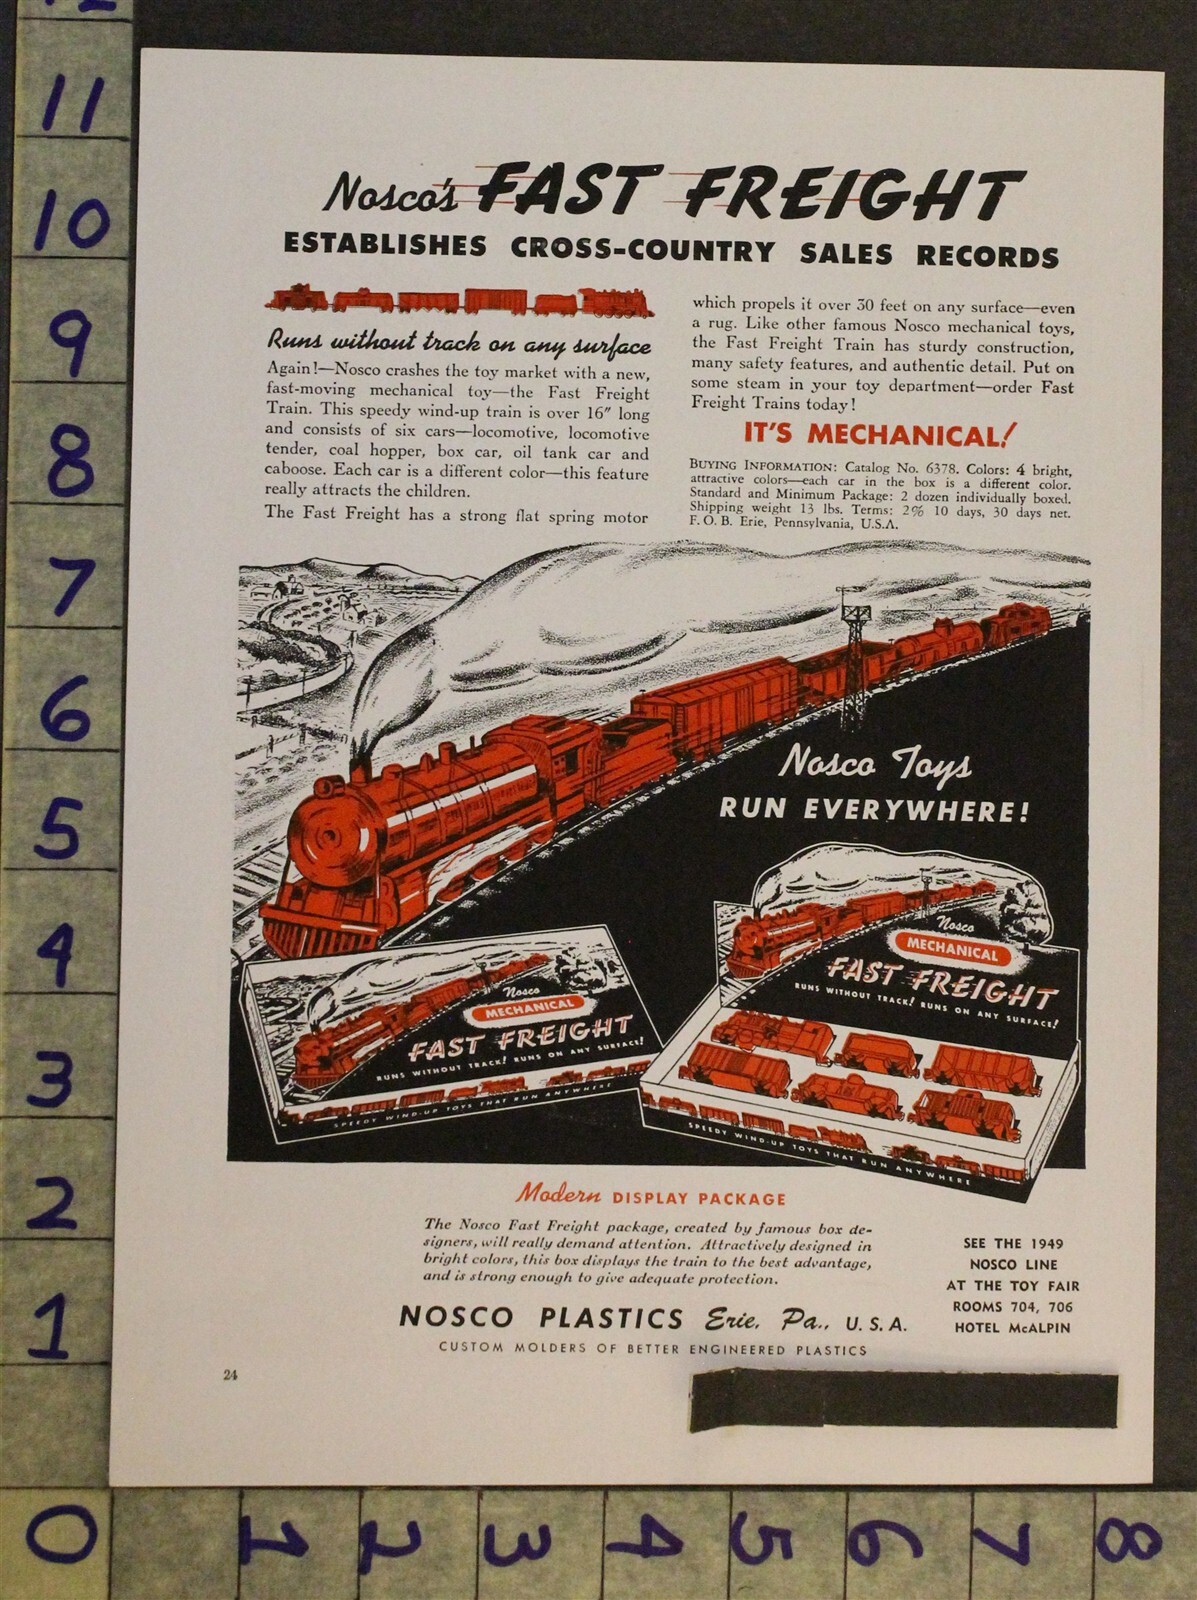 12
11
10
9
8
7
6
5
4
3
2
1
0
1
2
3
4
5
6
7
8
Nosco's FAST FREIGHT
ESTABLISHES CROSS-COUNTRY SALES RECORDS
Runs without track on any surface
Again!—Nosco crashes the toy market with a new,
fast-moving mechanical toy—the Fast Freight
Train. This speedy wind-up train is over 16" long
and consists of six cars—locomotive, locomotive
tender, coal hopper, box car, oil tank car and
caboose. Each car is a different color—this feature
really attracts the children.
The Fast Freight has a strong flat spring motor
which propels it over 30 feet on any surface—even
a rug. Like other famous Nosco mechanical toys,
the Fast Freight Train has sturdy construction,
many safety features, and authentic detail. Put on
some steam in your toy department—order Fast
Freight Trains today!
IT'S MECHANICAL!
BUYING INFORMATION: Catalog No. 6378. Colors: 4 bright,
attractive colors—each car in the box is a different color.
Standard and Minimum Package: 2 dozen individually boxed.
Shipping weight 13 lbs. Terms: 2% 10 days, 30 days net.
F. O. B. Erie, Pennsylvania, U.S.A.
Nosco Toys
RUN EVERYWHERE!
Nosco
MECHANICAL
FAST FREIGHT
RUNS WITHOUT TRACK! RUNS ON ANY SURFACE!
SPEEDY WIND-UP TOYS THAT RUN ANYWHERE
Nosco
MECHANICAL
FAST FREIGHT
RUNS WITHOUT TRACK! RUNS ON ANY SURFACE!
SPEEDY WIND-UP TOYS THAT RUN ANYWHERE
Modern DISPLAY PACKAGE
The Nosco Fast Freight package, created by famous box de-
signers, will really demand attention. Attractively designed in
bright colors, this box displays the train to the best advantage,
and is strong enough to give adequate protection.
SEE THE 1949
NOSCO LINE
AT THE TOY FAIR
ROOMS 704, 706
HOTEL McALPIN
NOSCO PLASTICS Erie, Pa., U. S. A.
CUSTOM MOLDERS OF BETTER ENGINEERED PLASTICS
24